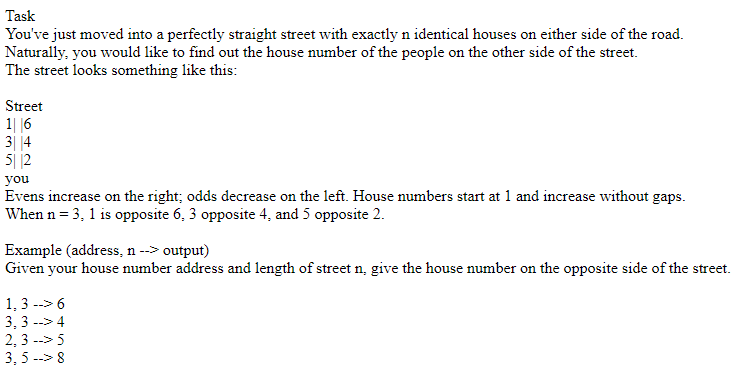 Task
You've just moved into a perfectly straight street with exactly n identical houses on either side of the road.
Naturally, you would like to find out the house number of the people on the other side of the street.
The street looks something like this:
Street
1| |6
3| |4
5| |2
you
Evens increase on the right; odds decrease on the left. House numbers start at 1 and increase without gaps.
When n = 3, 1 is opposite 6, 3 opposite 4, and 5 opposite 2.
Example (address, n --> output)
Given your house number address and length of street n, give the house number on the opposite side of the street.
1, 3 --> 6
3, 3 --> 4
2, 3 --> 5
3, 5 --> 8